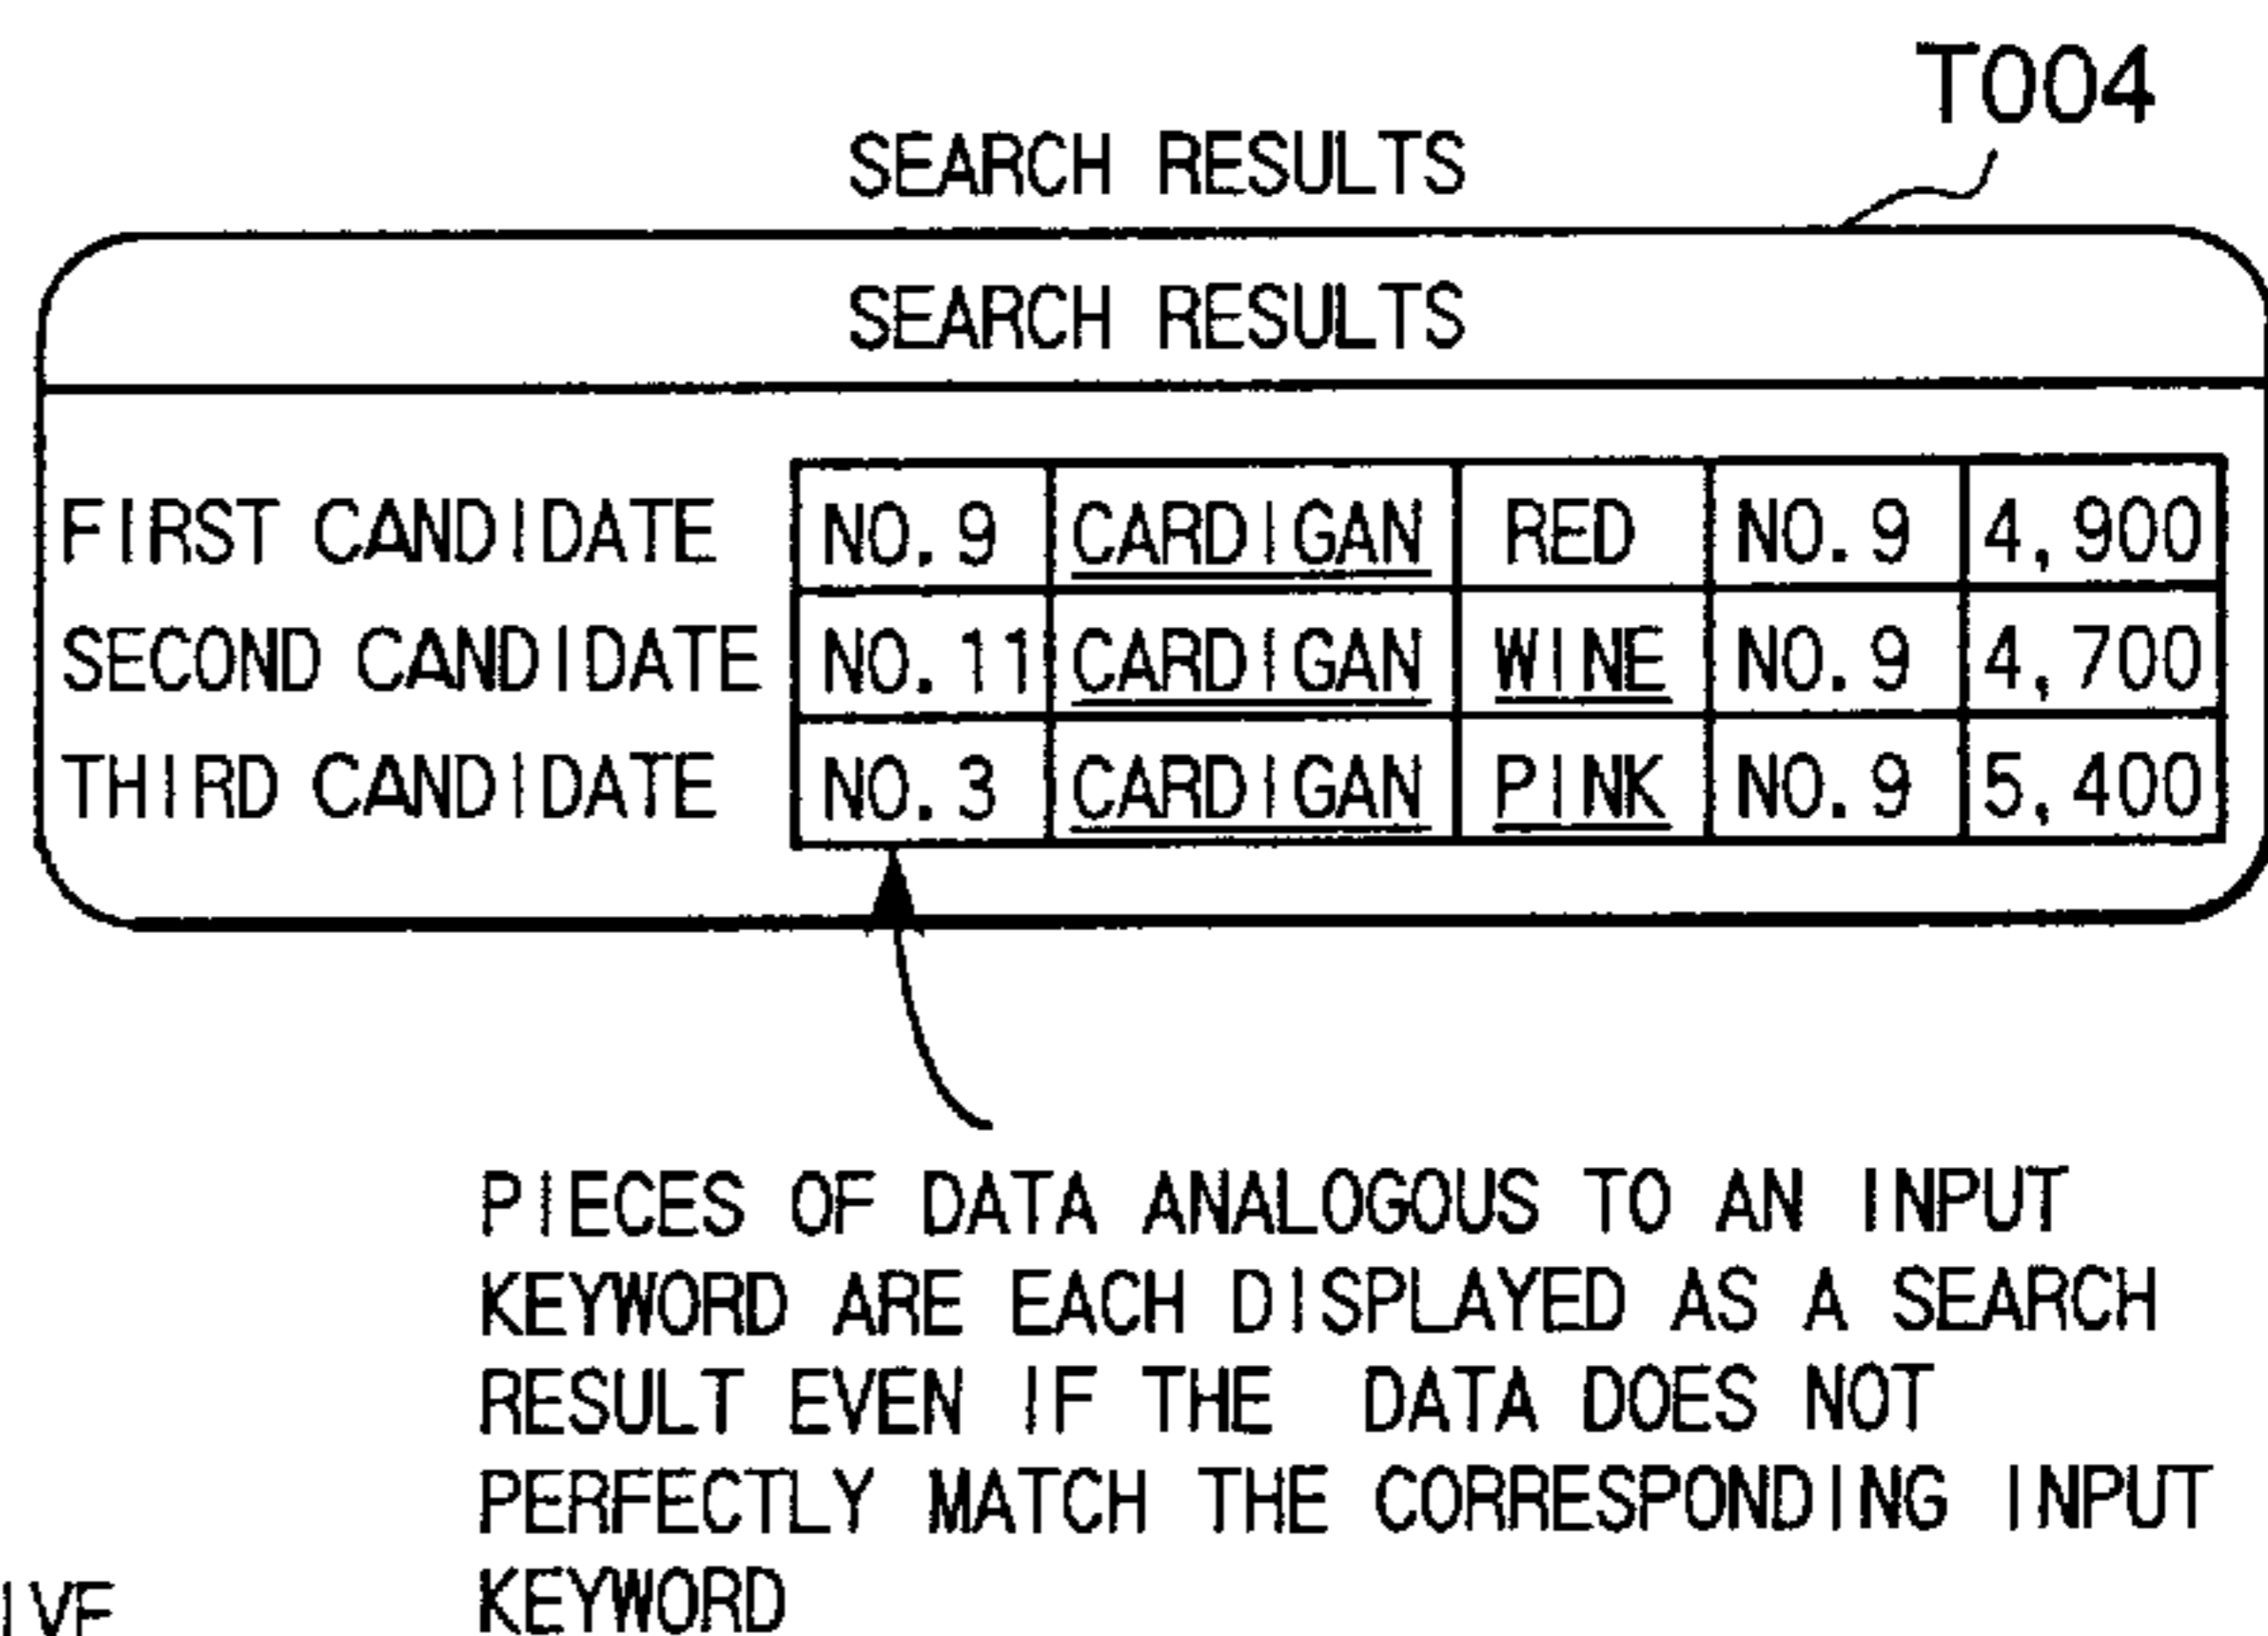 T004
SEARCH RESULTS
SEARCH RESULTS
FIRST CANDIDATE NO. 9 CARDIGAN RED NO. 9 4,900
SECOND CANDIDATE NO. 11 CARDIGAN WINE NO. 9 4,700
THIRD CANDIDATE NO. 3 CARDIGAN PINK NO. 9 5,400
PIECES OF DATA ANALOGOUS TO AN INPUT
KEYWORD ARE EACH DISPLAYED AS A SEARCH
RESULT EVEN IF THE DATA DOES NOT
PERFECTLY MATCH THE CORRESPONDING INPUT
KEYWORD